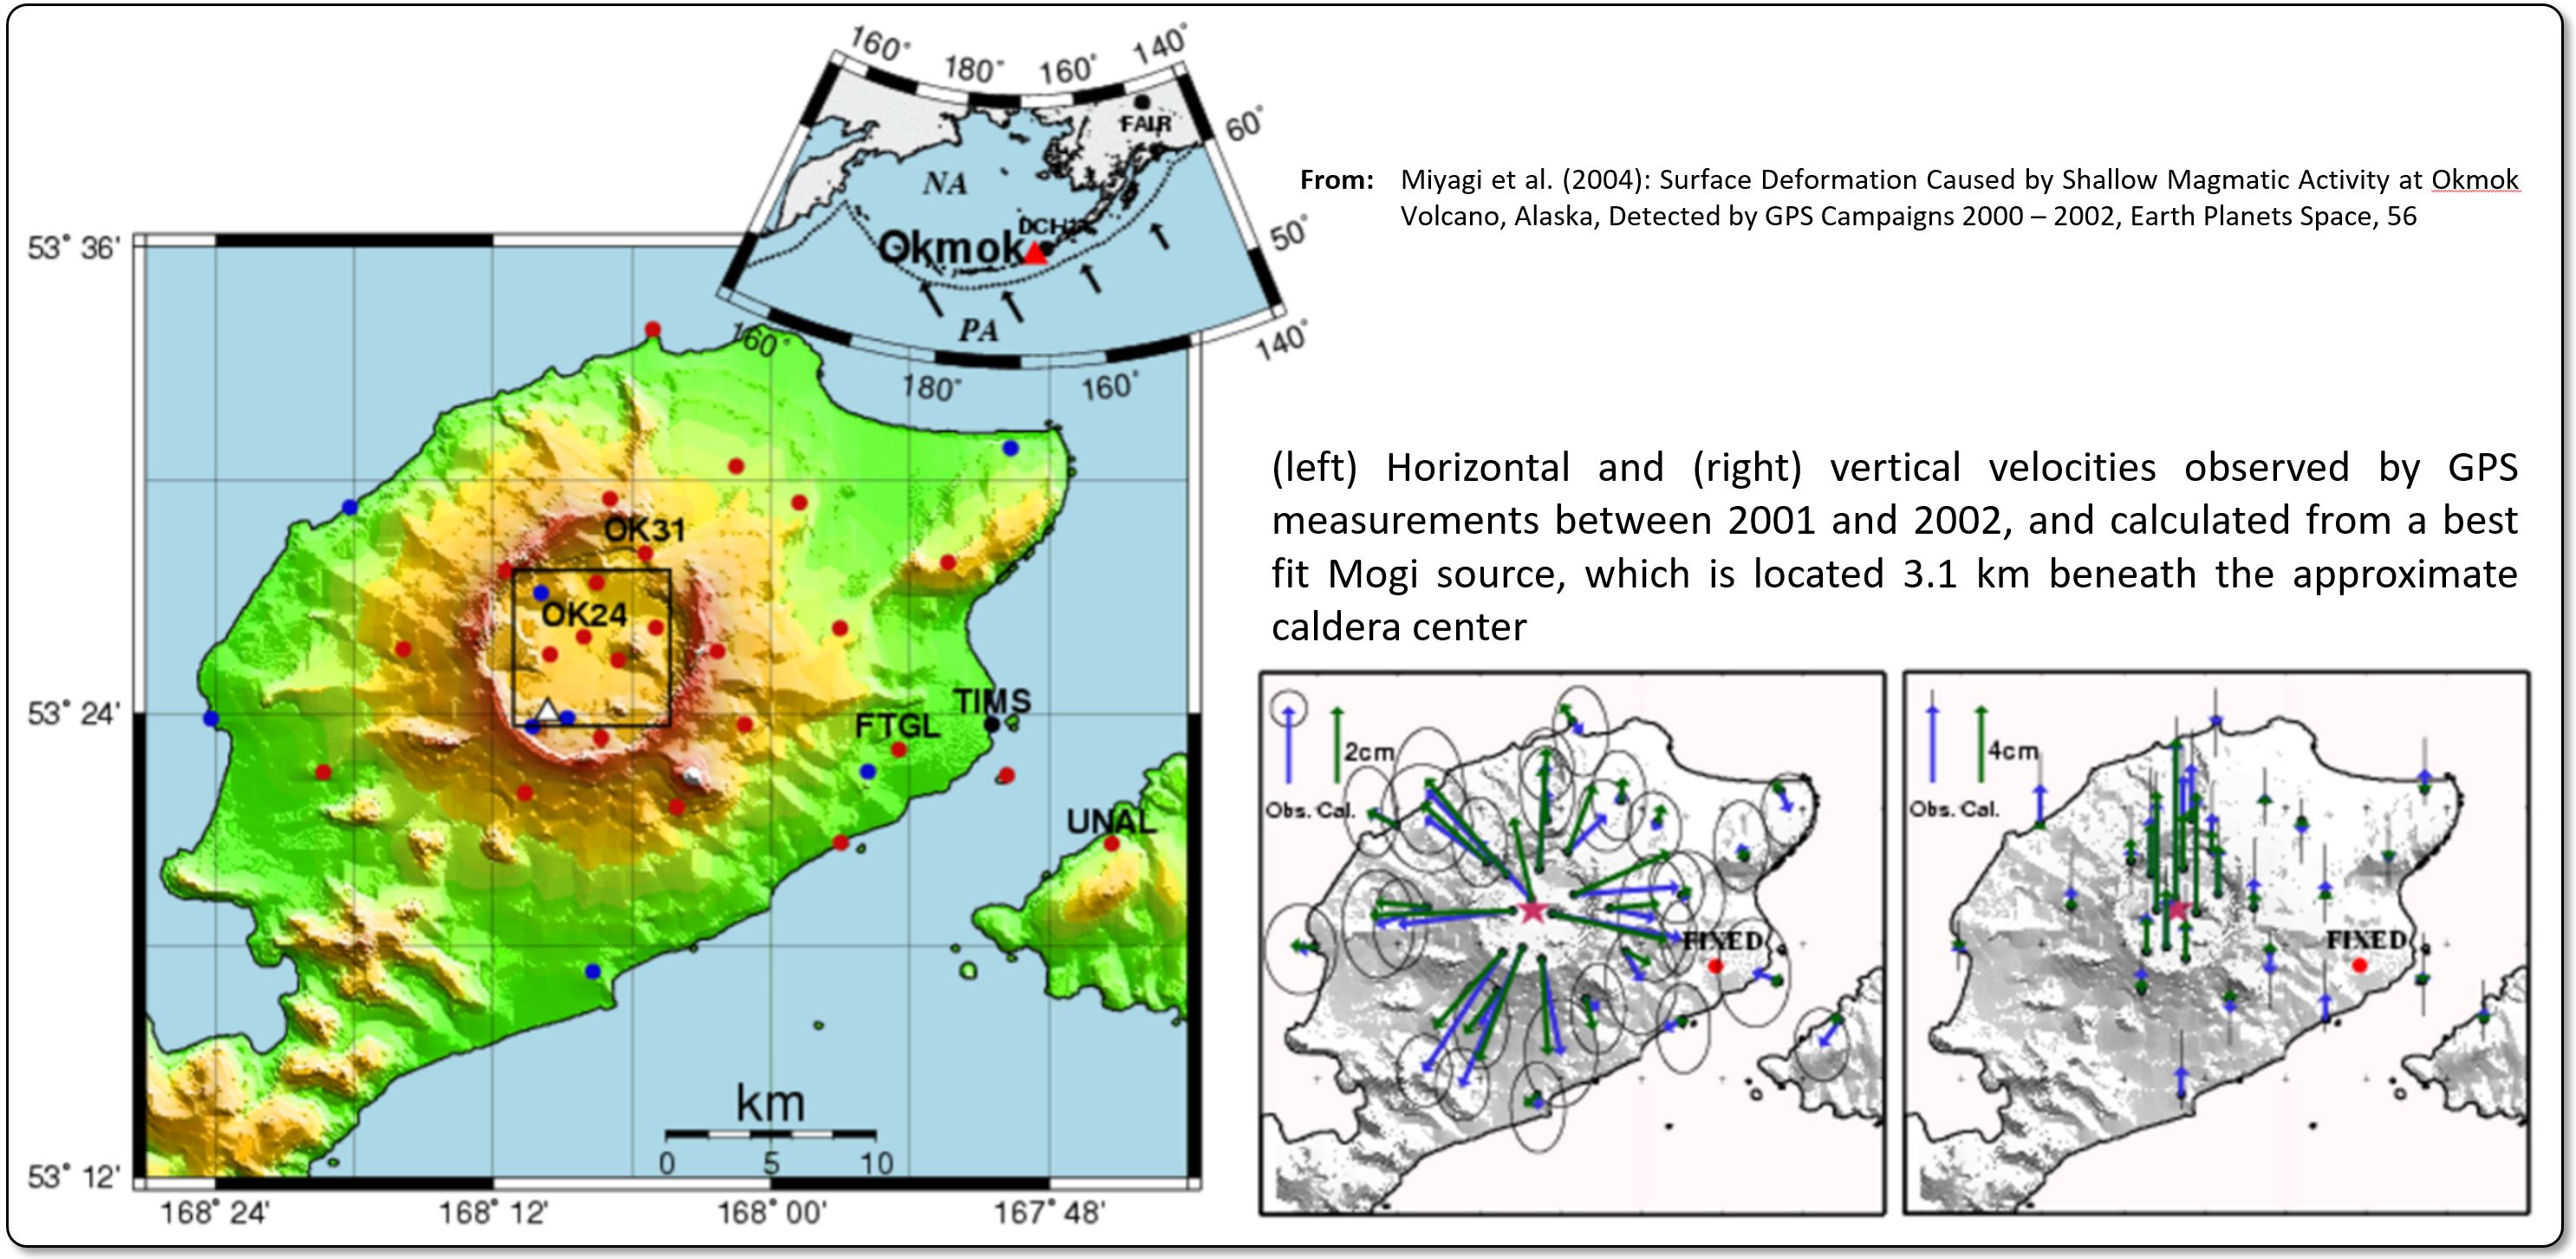 160° 180° 160° 140°
FAIR
60°
NA
DCH
Okmok
50°
PA
160°
140°
180° 160°
From: Miyagi et al. (2004): Surface Deformation Caused by Shallow Magmatic Activity at Okmok
Volcano, Alaska, Detected by GPS Campaigns 2000 – 2002, Earth Planets Space, 56
53° 36'
OK31
OK24
53° 24'
TIMS
FTGL
UNAL
km
0 5 10
53° 12'
168° 24' 168° 12' 168° 00' 167° 48'
(left) Horizontal and (right) vertical velocities observed by GPS
measurements between 2001 and 2002, and calculated from a best
fit Mogi source, which is located 3.1 km beneath the approximate
caldera center
2cm
Obs. Cal.
FIXED
4cm
Obs. Cal.
FIXED